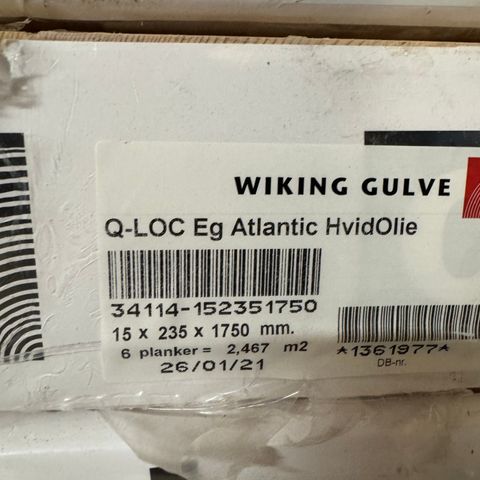 WIKING GULVE
Q-LOC Eg Atlantic HvidOlie
34114-152351750
15 x 235 x 1750 mm.
6 planker = 2,467 m2
26/01/21
*1361977*
DB-nr.